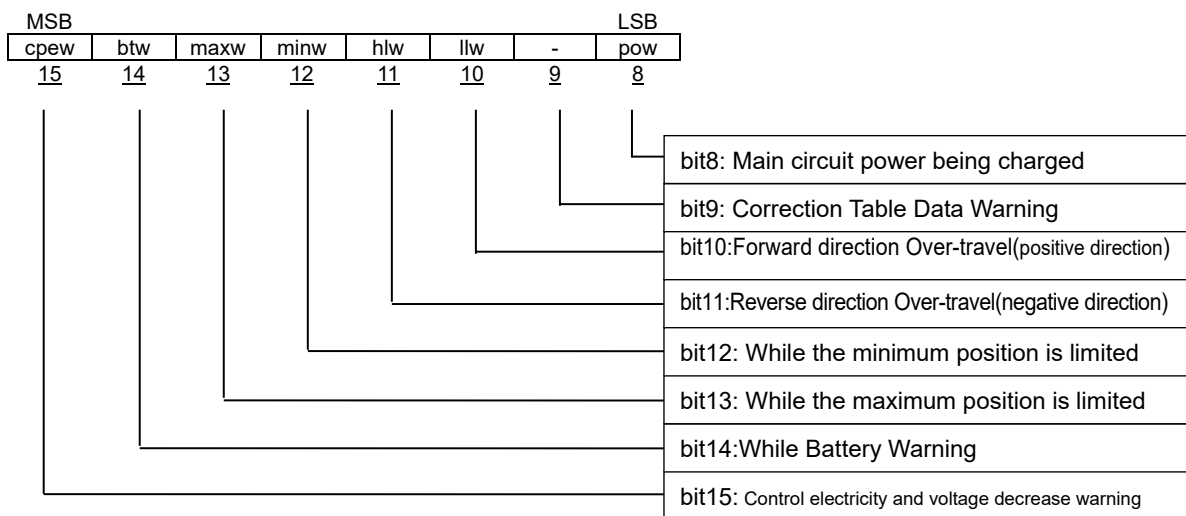 MSB LSB
cpew btw maxw minw hlw llw - pow
15 14 13 12 11 10 9 8
bit8: Main circuit power being charged
bit9: Correction Table Data Warning
bit10:Forward direction Over-travel(positive direction)
bit11:Reverse direction Over-travel(negative direction)
bit12: While the minimum position is limited
bit13: While the maximum position is limited
bit14:While Battery Warning
bit15: Control electricity and voltage decrease warning